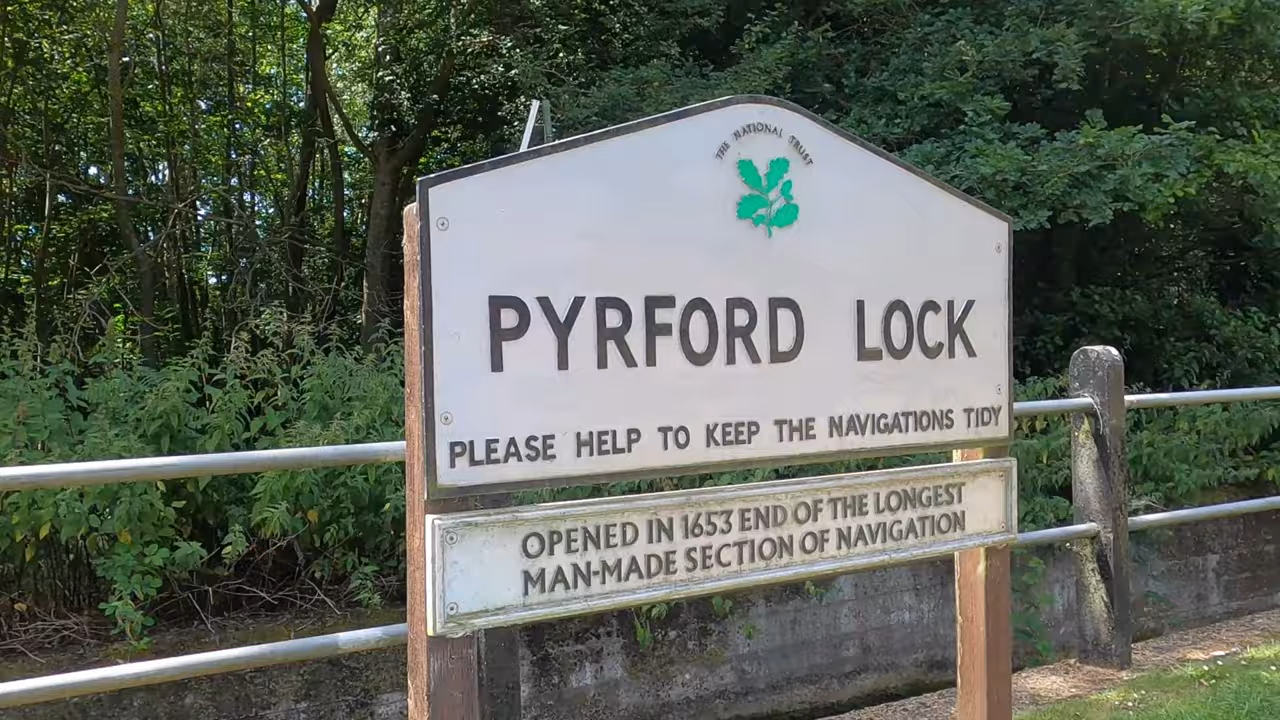 THE NATIONAL TRUST
PYRFORD LOCK
PLEASE HELP TO KEEP THE NAVIGATIONS TIDY
OPENED IN 1653 END OF THE LONGEST
MAN-MADE SECTION OF NAVIGATION